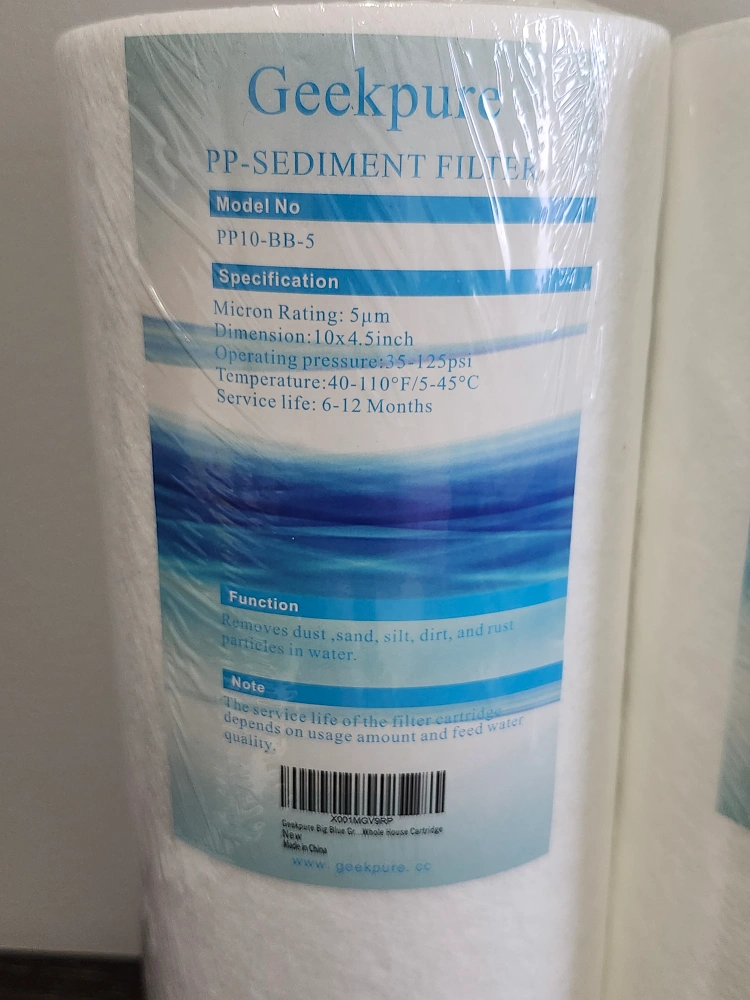 Geekpure
PP-SEDIMENT FILTER
Model No
PP10-BB-5
Specification
Micron Rating: 5μm
Dimension:10x4.5inch
Operating pressure:35-125psi
Temperature:40-110°F/5-45°C
Service life: 6-12 Months
Function
Removes dust ,sand, silt, dirt, and rust
particles in water.
Note
The service life of the filter cartridge
depends on usage amount and feed water
quality.
X001MGV9RP
Geekpure Big Blue Gr...Whole House Cartridge
New
Made in China
www. geekpure. cc